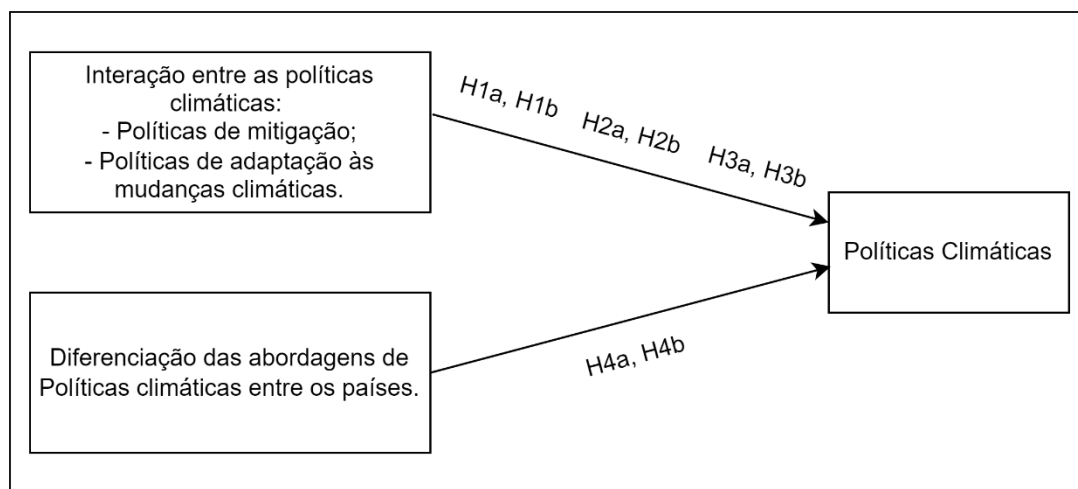 Interação entre as políticas
climáticas:
- Políticas de mitigação;
- Políticas de adaptação às
mudanças climáticas.
H1a, H1b
H2a, H2b
H3a, H3b
Políticas Climáticas
Diferenciação das abordagens de
Políticas climáticas entre os países.
H4a, H4b